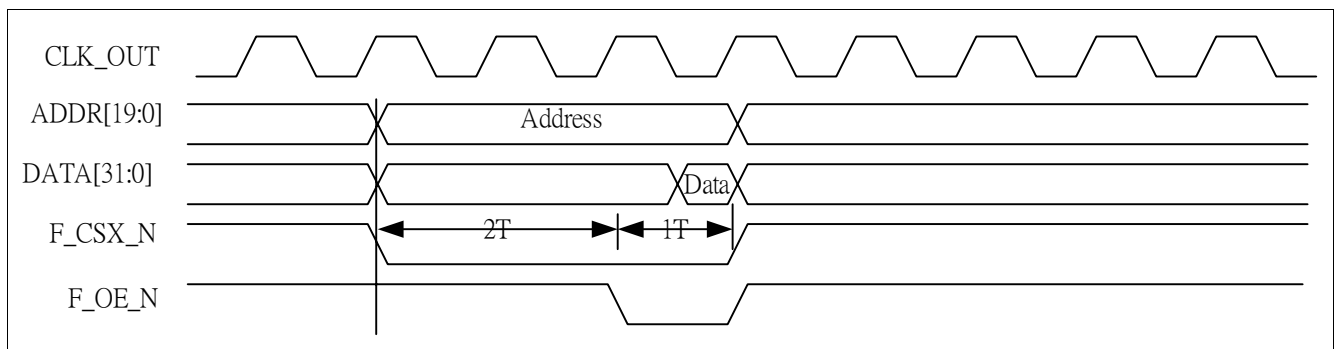 CLK_OUT
ADDR[19:0]
Address
DATA[31:0]
Data
F_CSX_N
2T
1T
F_OE_N